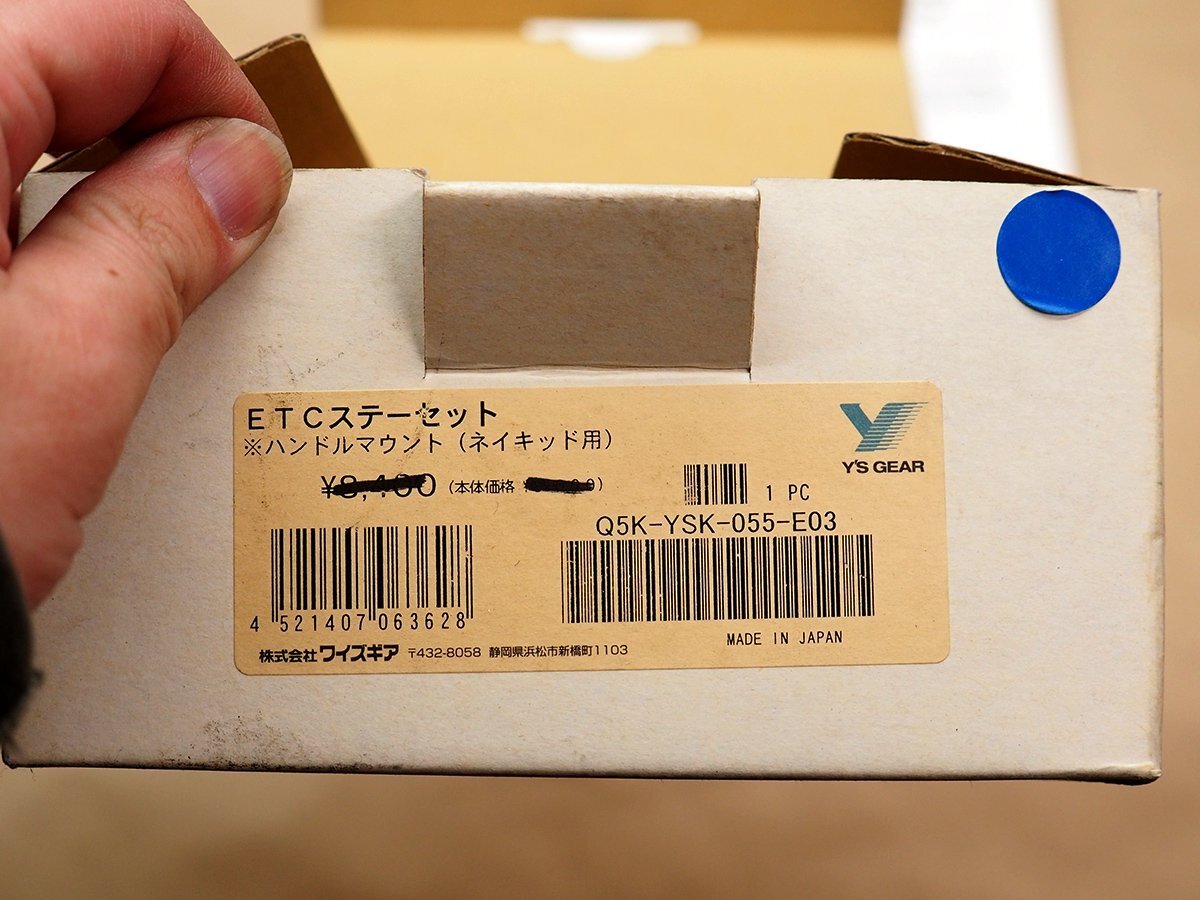 ETCステーセット
※ハンドルマウント(ネイキッド用)
Y'S GEAR
¥8,400 (本体価格
1 PC
Q5K-YSK-055-E03
4 521407 063628
MADE IN JAPAN
株式会社 ワイズギア 〒432-8058 静岡県浜松市新橋町1103